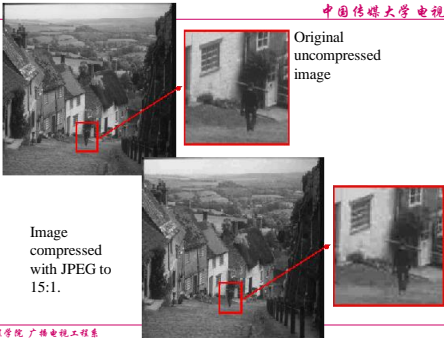 中国传媒大学 电视
Original
uncompressed
image
Image
compressed
with JPEG to
15:1.
学院 广播电视工程系